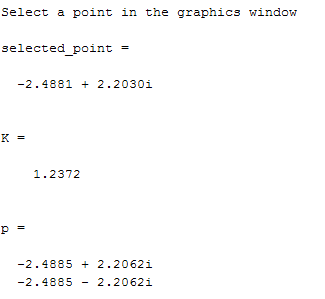 Select a point in the graphics window
selected_point =
-2.4881 + 2.2030i
K =
1.2372
p =
-2.4885 + 2.2062i
-2.4885 - 2.2062i